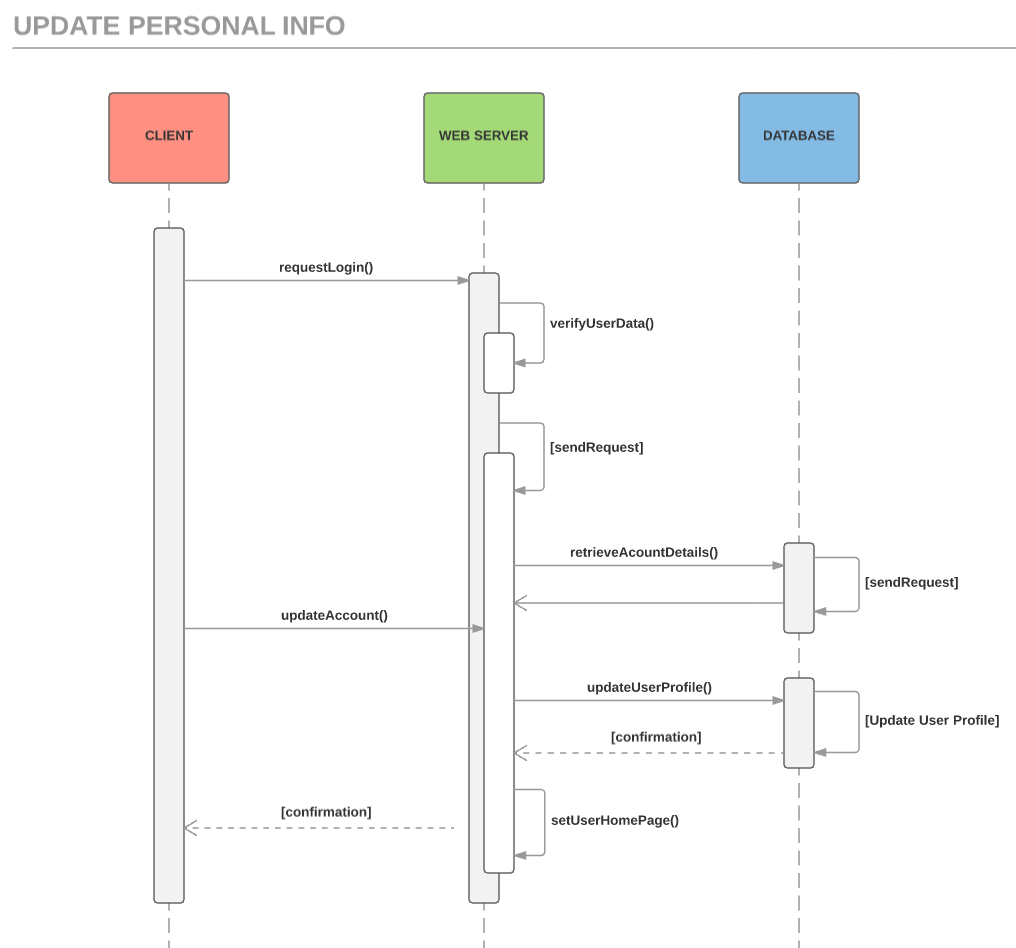 UPDATE PERSONAL INFO
CLIENT
WEB SERVER
DATABASE
requestLogin()
verifyUserData()
[sendRequest]
retrieveAcountDetails()
[sendRequest]
updateAccount()
updateUserProfile()
[Update User Profile]
[confirmation]
[confirmation]
setUserHomePage()